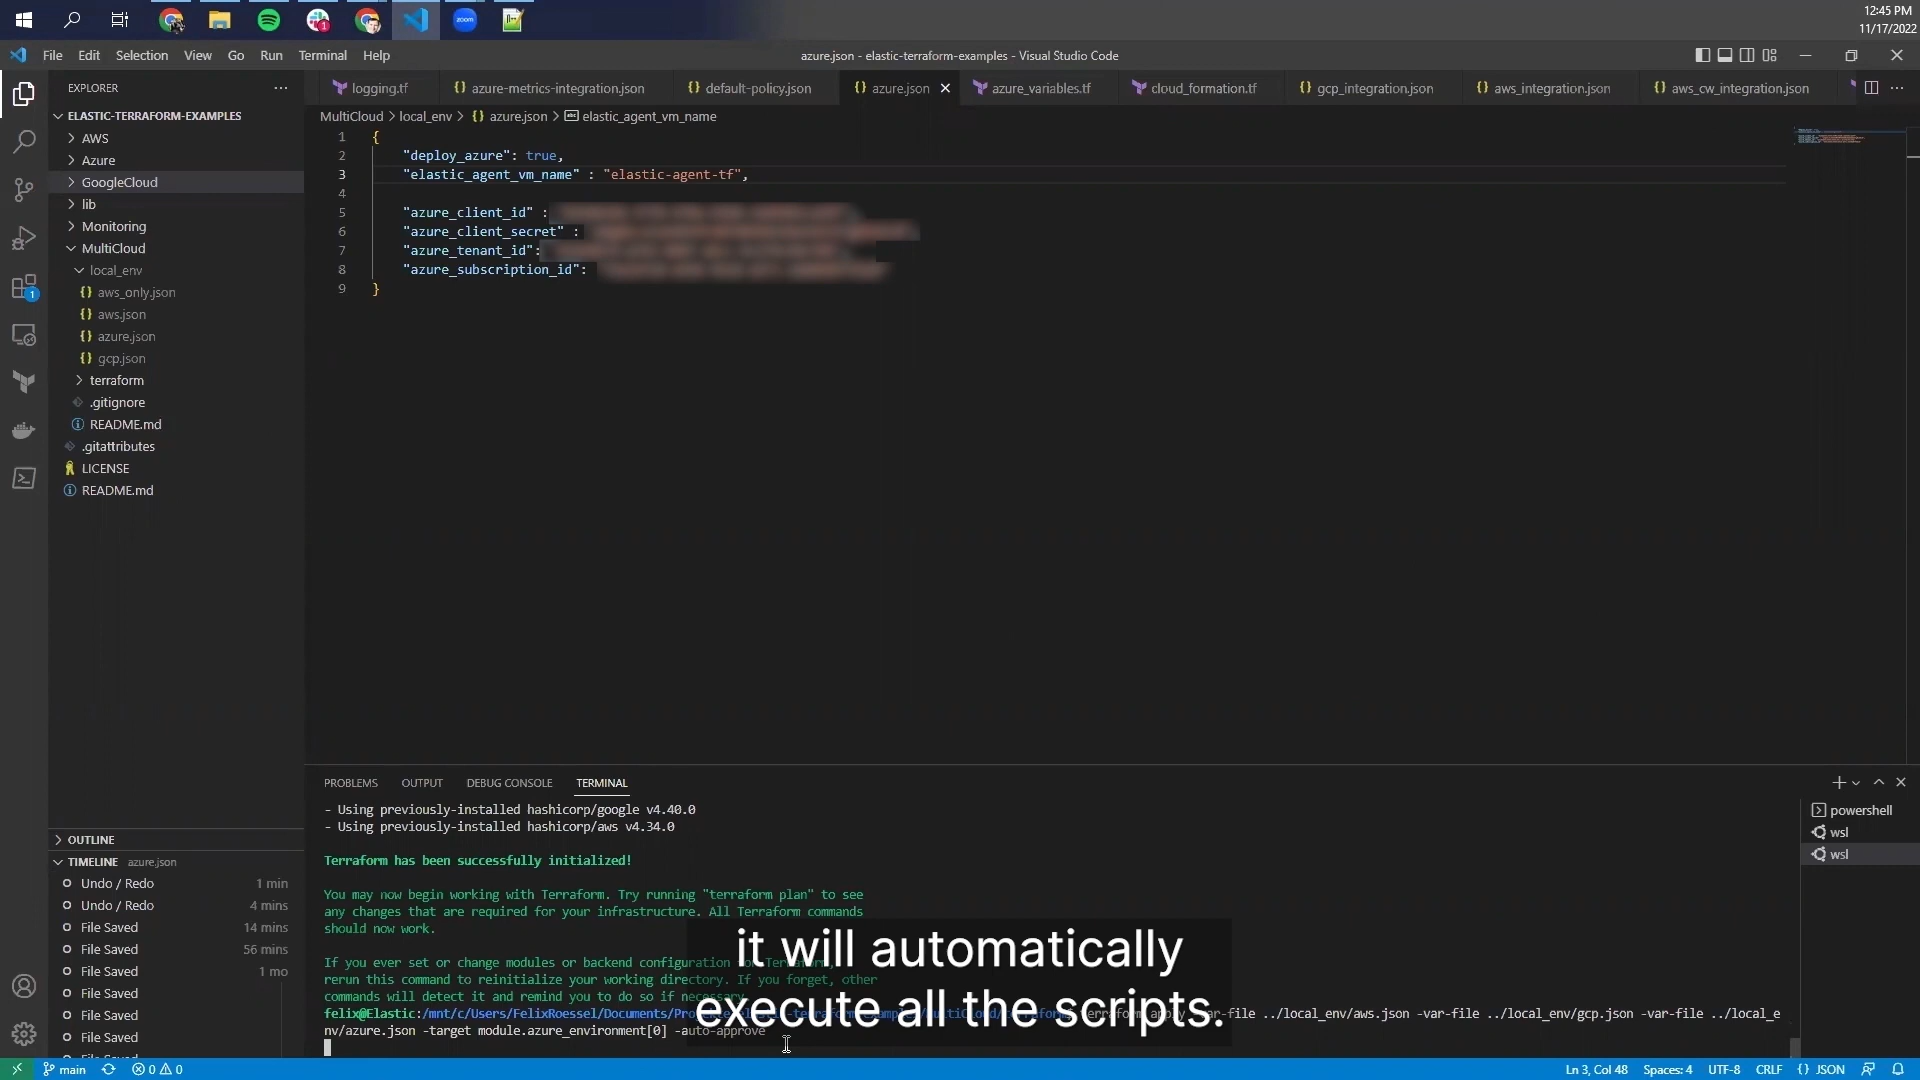 zoom
12:45 PM
11/17/2022
File Edit Selection View Go Run Terminal Help
azure.json - elastic-terraform-examples - Visual Studio Code
EXPLORER
logging.tf
azure-metrics-integration.json
default-policy.json
azure.json
azure_variables.tf
cloud_formation.tf
gcp_integration.json
aws_integration.json
aws_cw_integration.json
MultiCloud > local_env > {} azure.json > elastic_agent_vm_name
ELASTIC-TERRAFORM-EXAMPLES
AWS
Azure
GoogleCloud
lib
Monitoring
MultiCloud
local_env
{} aws_only.json
{} aws.json
{} azure.json
{} gcp.json
terraform
.gitignore
README.md
.gitattributes
LICENSE
README.md
1 {
2 "deploy_azure": true,
3 "elastic_agent_vm_name" : "elastic-agent-tf",
4
5 "azure_client_id" :
6 "azure_client_secret" :
7 "azure_tenant_id":
8 "azure_subscription_id":
9 }
OUTLINE
TIMELINE azure.json
Undo / Redo 1 min
Undo / Redo 4 mins
File Saved 14 mins
File Saved 56 mins
File Saved 1 mo
File Saved
File Saved
File Saved
PROBLEMS OUTPUT DEBUG CONSOLE TERMINAL
- Using previously-installed hashicorp/google v4.40.0
- Using previously-installed hashicorp/aws v4.34.0
Terraform has been successfully initialized!
You may now begin working with Terraform. Try running "terraform plan" to see
any changes that are required for your infrastructure. All Terraform commands
should now work.
If you ever set or change modules or backend configuration for Terraform,
rerun this command to reinitialize your working directory. If you forget, other
commands will detect it and remind you to do so if necessary.
felix@Elastic:/mnt/c/Users/FelixRoessel/Documents/ -file ../local_env/aws.json -var-file ../local_env/gcp.json -var-file ../local_e
nv/azure.json -target module.azure_environment[0] -auto-approve
powershell
wsl
wsl
it will automatically
execute all the scripts.
main
0 0
Ln 3, Col 48 Spaces: 4 UTF-8 CRLF {} JSON